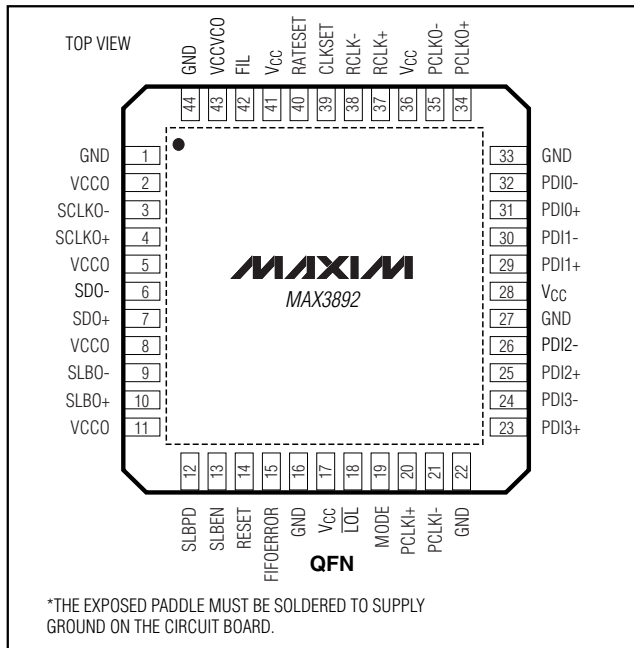 TOP VIEW
GND
VCCVCO
FIL
VCC
RATESET
CLKSET
RCLK-
RCLK+
VCC
PCLKO-
PCLKO+
44
43
42
41
40
39
38
37
36
35
34
GND 1
VCCO 2
SCLKO- 3
SCLKO+ 4
VCCO 5
SDO- 6
SDO+ 7
VCCO 8
SLBO- 9
SLBO+ 10
VCCO 11
MAXIM
MAX3892
33 GND
32 PDI0-
31 PDI0+
30 PDI1-
29 PDI1+
28 VCC
27 GND
26 PDI2-
25 PDI2+
24 PDI3-
23 PDI3+
12
13
14
15
16
17
18
19
20
21
22
SLBPD
SLBEN
RESET
FIFOERROR
GND
VCC
LOL
MODE
PCLKI+
PCLKI-
GND
QFN
*THE EXPOSED PADDLE MUST BE SOLDERED TO SUPPLY
GROUND ON THE CIRCUIT BOARD.